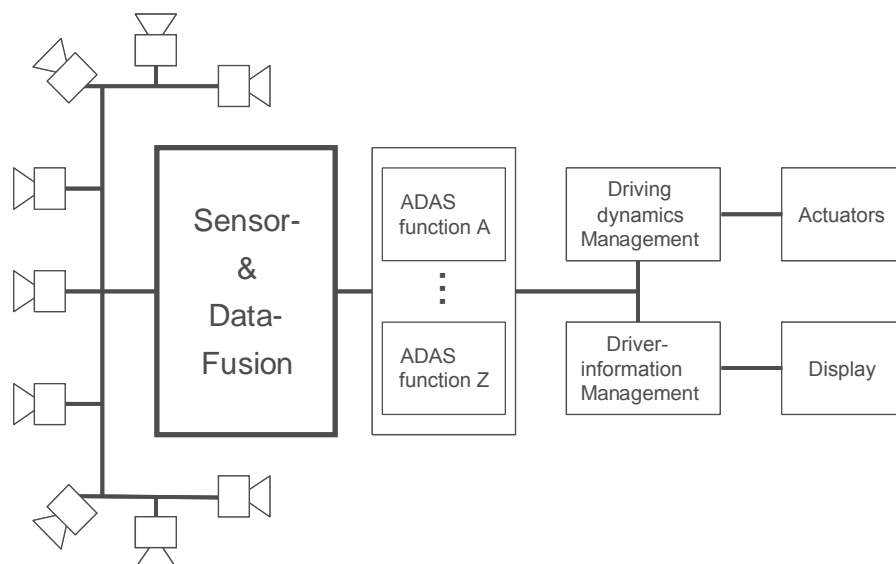 Sensor-
&
Data-
Fusion
ADAS
function A
⋮
ADAS
function Z
Driving
dynamics
Management
Actuators
Driver-
information
Management
Display